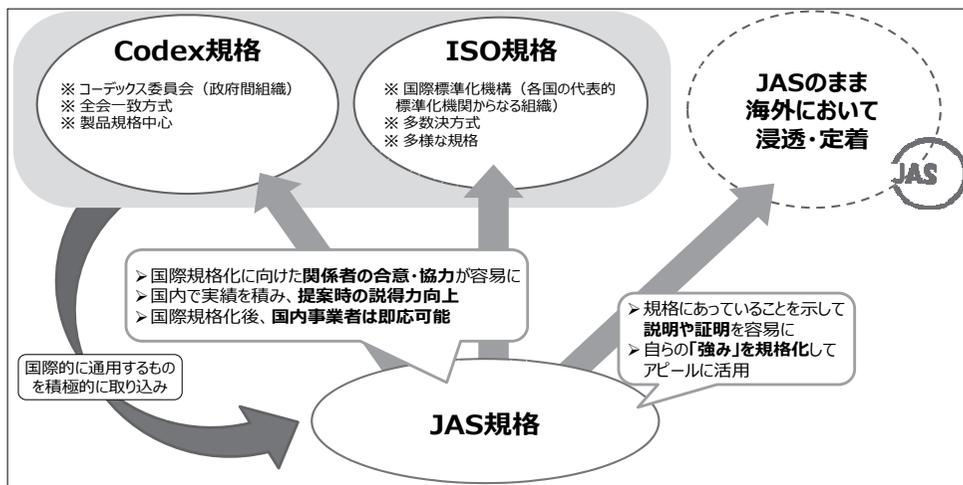 Codex規格
※ コーデックス委員会（政府間組織）
※ 全会一致方式
※ 製品規格中心
ISO規格
※ 国際標準化機構（各国の代表的
標準化機関からなる組織）
※ 多数決方式
※ 多様な規格
JASのまま
海外において
浸透・定着
JAS
➢ 国際規格化に向けた関係者の合意・協力が容易に
➢ 国内で実績を積み、提案時の説得力向上
➢ 国際規格化後、国内事業者は即応可能
➢ 規格にあっていることを示して
説明や証明を容易に
➢ 自らの「強み」を規格化して
アピールに活用
国際的に通用するもの
を積極的に取り込み
JAS規格